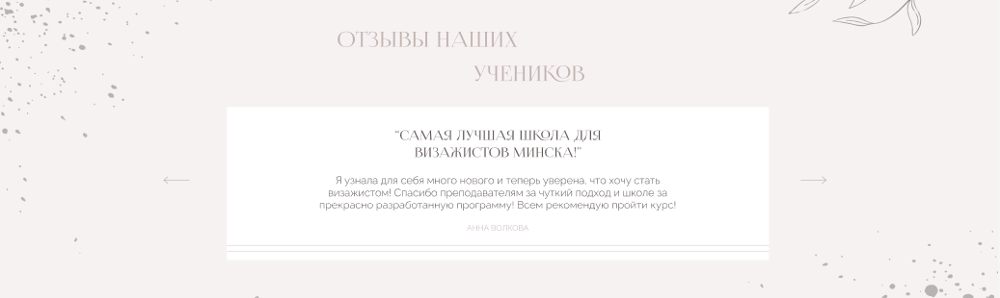 ОТЗЫВЫ НАШИХ
УЧЕНИКОВ
“САМАЯ ЛУЧШАЯ ШКОЛА ДЛЯ
ВИЗАЖИСТОВ МИНСКА!”
Я узнала для себя много нового и теперь уверена, что хочу стать
визажистом! Спасибо преподавателям за чуткий подход и школе за
прекрасно разработанную программу! Всем рекомендую пройти курс!
АННА ВОЛКОВА